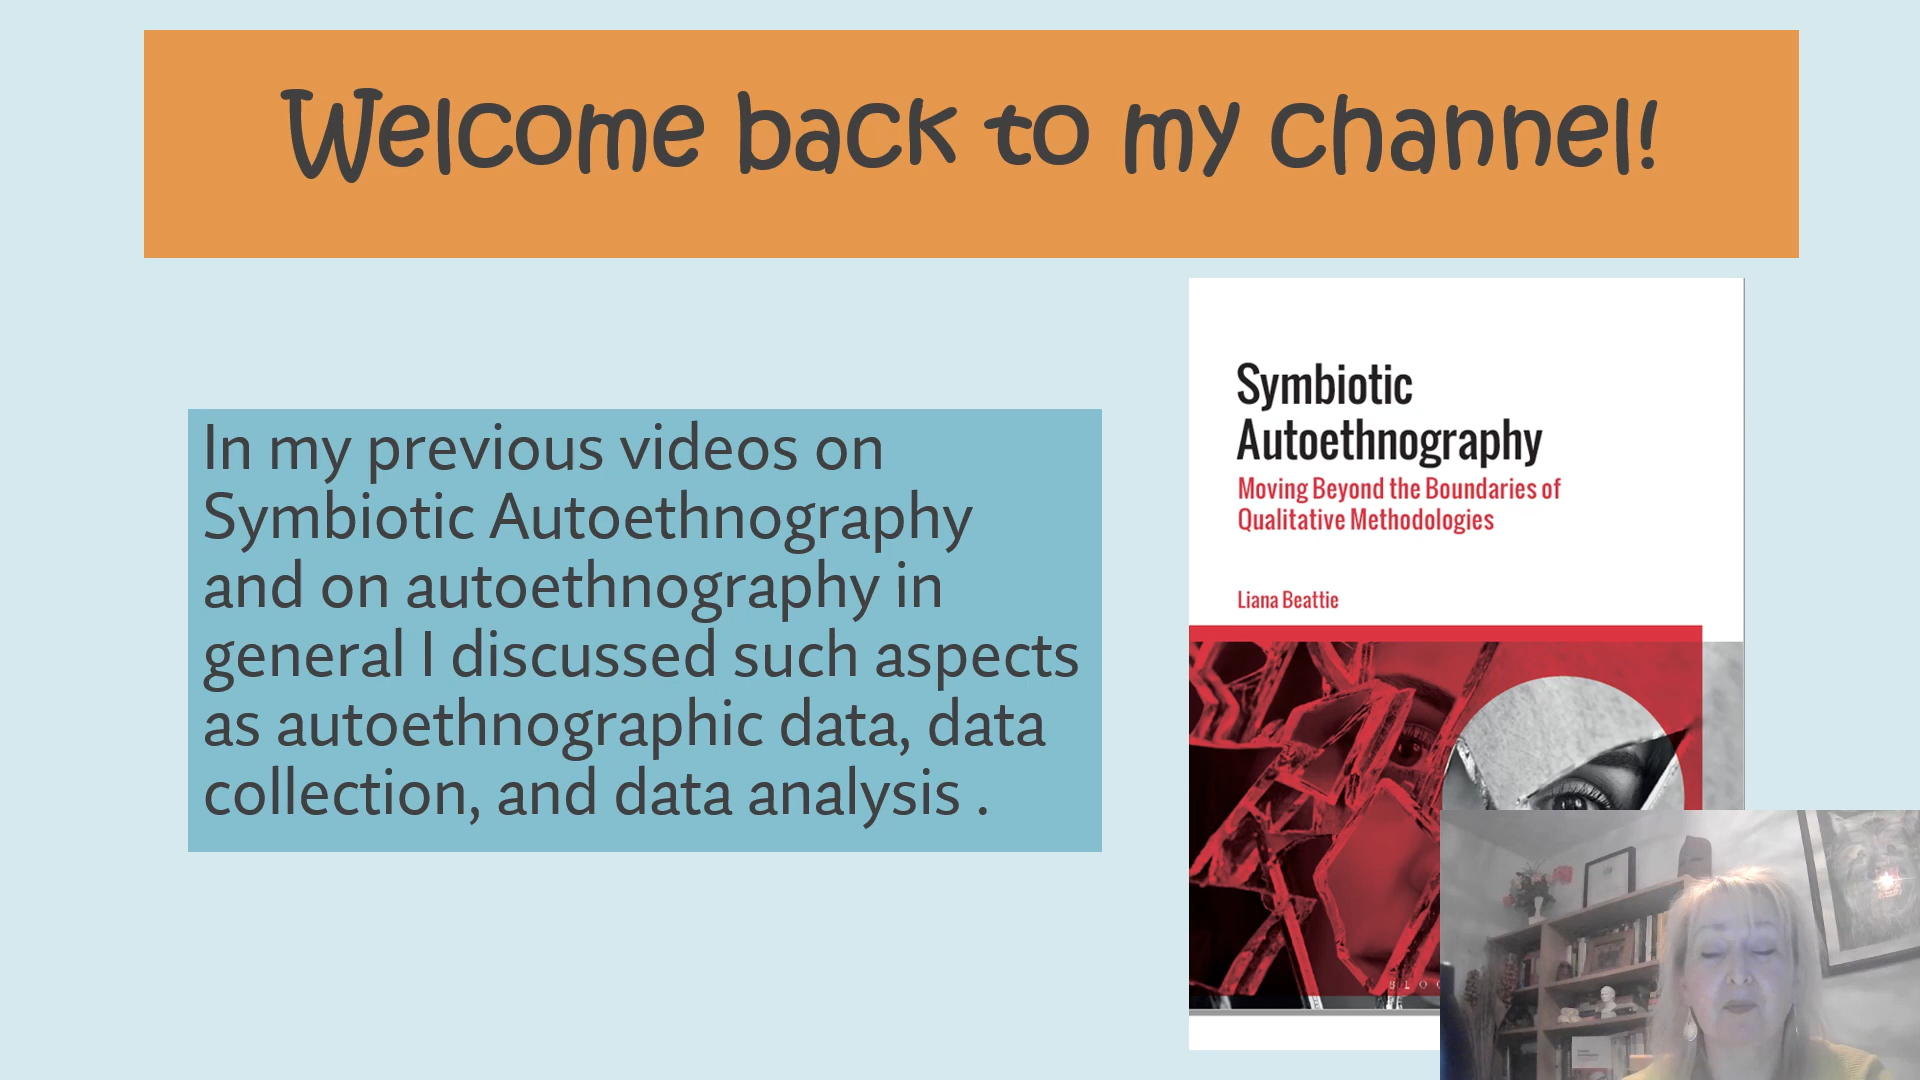 Welcome back to my channel!
In my previous videos on
Symbiotic Autoethnography
and on autoethnography in
general I discussed such aspects
as autoethnographic data, data
collection, and data analysis .
Symbiotic
Autoethnography
Moving Beyond the Boundaries of
Qualitative Methodologies
Liana Beattie